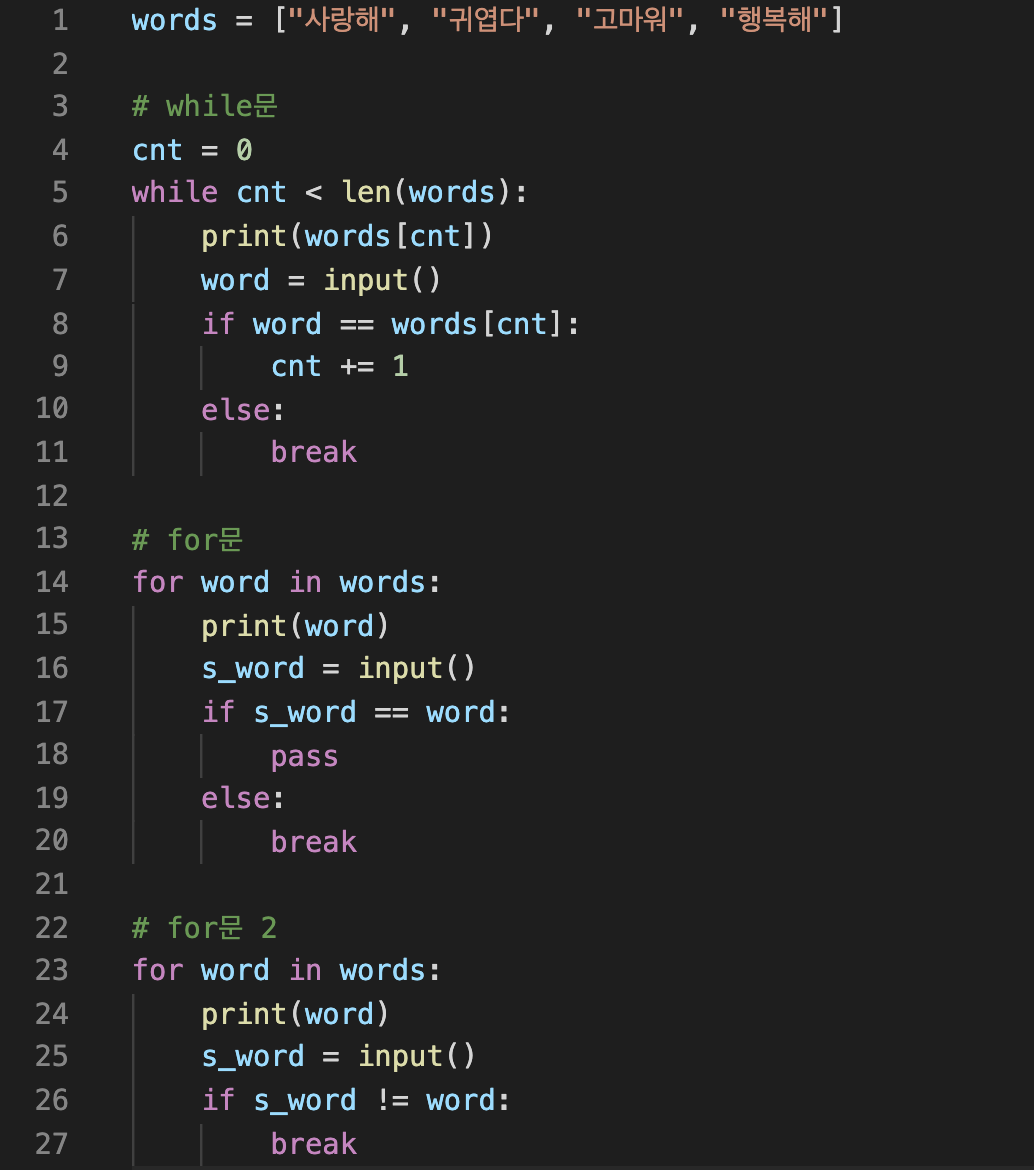 1 words = ["사랑해", "귀엽다", "고마워", "행복해"]
2
3 # while문
4 cnt = 0
5 while cnt < len(words):
6     print(words[cnt])
7     word = input()
8     if word == words[cnt]:
9         cnt += 1
10     else:
11         break
12
13 # for문
14 for word in words:
15     print(word)
16     s_word = input()
17     if s_word == word:
18         pass
19     else:
20         break
21
22 # for문 2
23 for word in words:
24     print(word)
25     s_word = input()
26     if s_word != word:
27         break